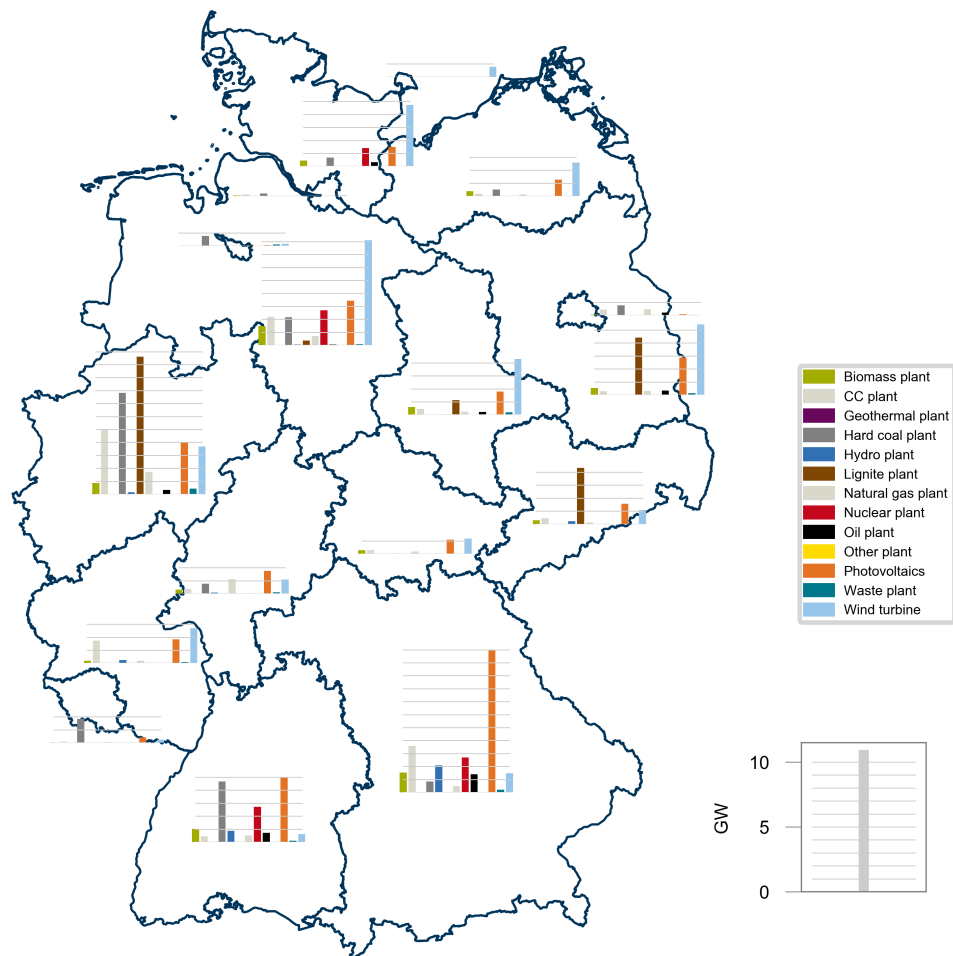 Biomass plant
CC plant
Geothermal plant
Hard coal plant
Hydro plant
Lignite plant
Natural gas plant
Nuclear plant
Oil plant
Other plant
Photovoltaics
Waste plant
Wind turbine
10
5
0
GW